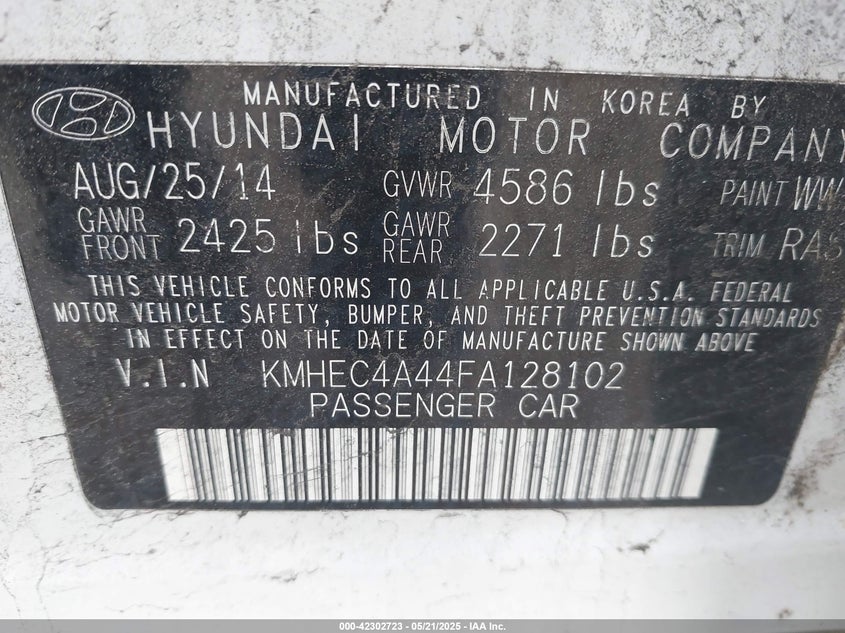 MANUFACTURED IN KOREA BY
HYUNDAI MOTOR COMPANY
AUG/25/14 GVWR 4586 lbs PAINT WW
GAWR FRONT 2425 lbs GAWR REAR 2271 lbs TRIM RAS
THIS VEHICLE CONFORMS TO ALL APPLICABLE U.S.A. FEDERAL
MOTOR VEHICLE SAFETY, BUMPER, AND THEFT PREVENTION STANDARDS
IN EFFECT ON THE DATE OF MANUFACTURE SHOWN ABOVE
V.I.N KMHEC4A44FA128102
PASSENGER CAR
000-42302723 - 05/21/2025 - IAA Inc.